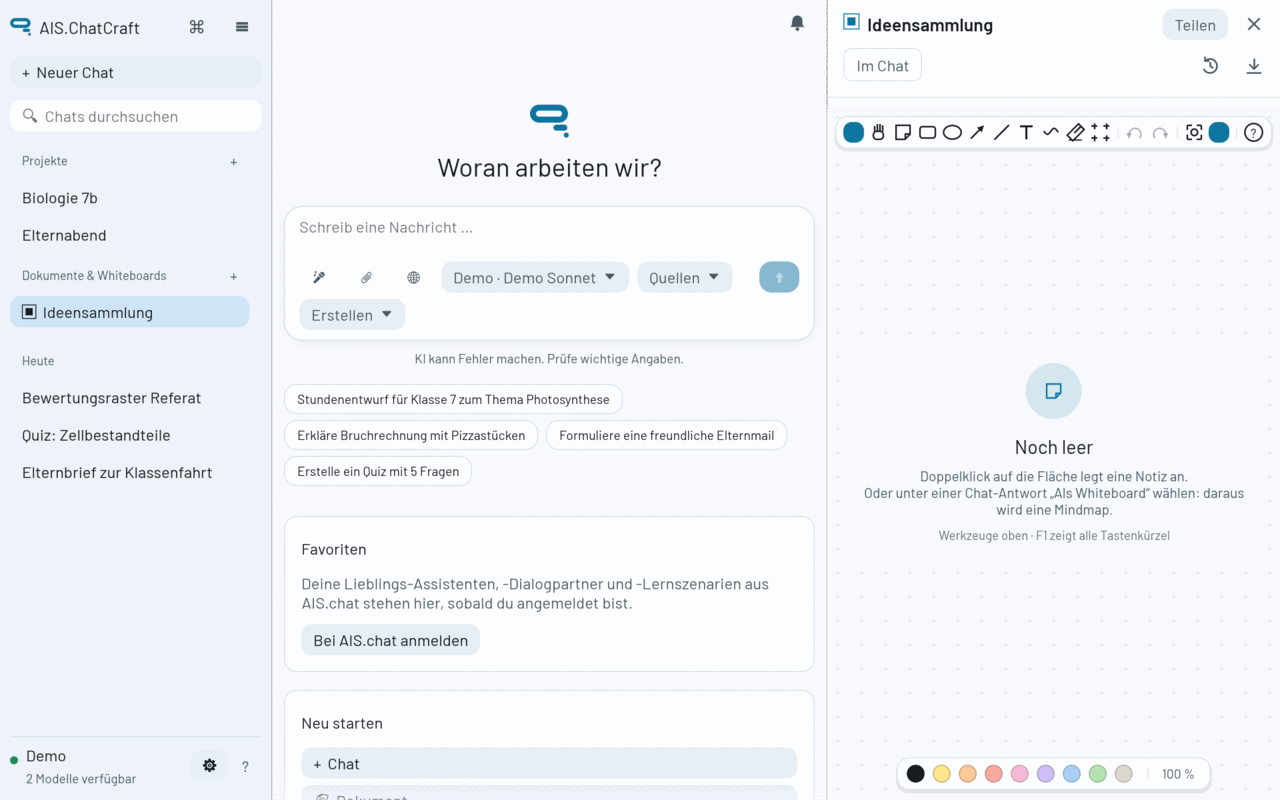 AIS.ChatCraft
+ Neuer Chat
Chats durchsuchen
Projekte +
Biologie 7b
Elternabend
Dokumente & Whiteboards +
Ideensammlung
Heute
Bewertungsraster Referat
Quiz: Zellbestandteile
Elternbrief zur Klassenfahrt
Demo
2 Modelle verfügbar
?
Woran arbeiten wir?
Schreib eine Nachricht ...
Demo · Demo Sonnet
Quellen
Erstellen
KI kann Fehler machen. Prüfe wichtige Angaben.
Stundenentwurf für Klasse 7 zum Thema Photosynthese
Erkläre Bruchrechnung mit Pizzastücken
Formuliere eine freundliche Elternmail
Erstelle ein Quiz mit 5 Fragen
Favoriten
Deine Lieblings-Assistenten, -Dialogpartner und -Lernszenarien aus
AIS.chat stehen hier, sobald du angemeldet bist.
Bei AIS.chat anmelden
Neu starten
+ Chat
Dokument
Ideensammlung
Teilen
Im Chat
T
?
Noch leer
Doppelklick auf die Fläche legt eine Notiz an.
Oder unter einer Chat-Antwort „Als Whiteboard“ wählen: daraus
wird eine Mindmap.
Werkzeuge oben · F1 zeigt alle Tastenkürzel
100 %